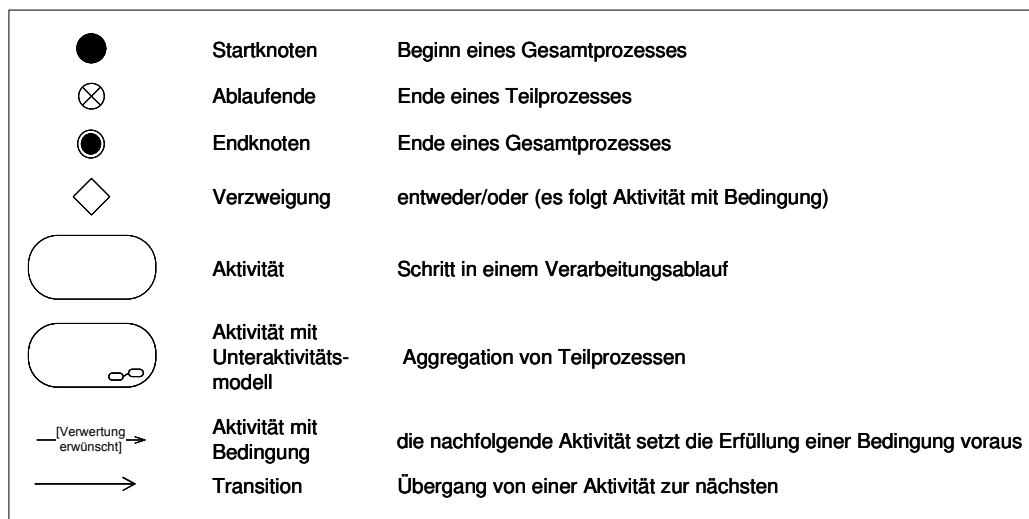 Startknoten Beginn eines Gesamtprozesses
Ablaufende Ende eines Teilprozesses
Endknoten Ende eines Gesamtprozesses
Verzweigung entweder/oder (es folgt Aktivität mit Bedingung)
Aktivität Schritt in einem Verarbeitungsablauf
Aktivität mit
Unteraktivitäts- Aggregation von Teilprozessen
modell
[Verwertung
erwünscht]
Aktivität mit
Bedingung die nachfolgende Aktivität setzt die Erfüllung einer Bedingung voraus
Transition Übergang von einer Aktivität zur nächsten